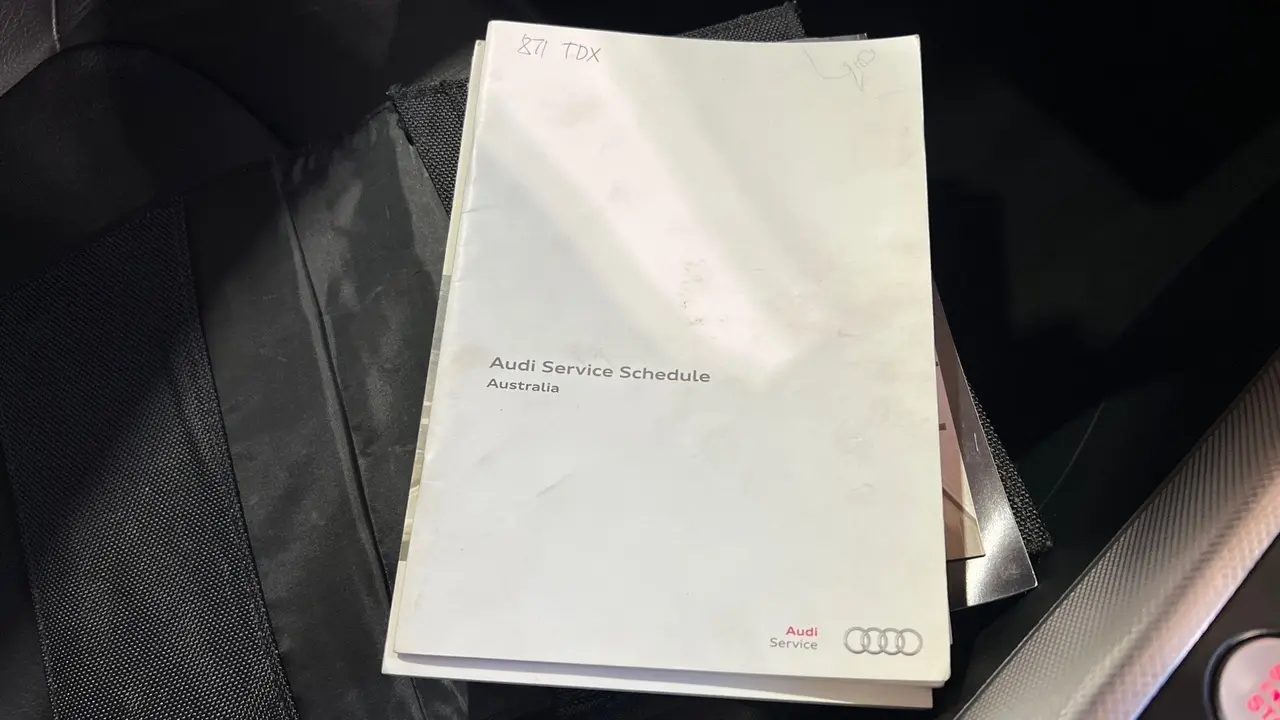 871 TDX
Audi Service Schedule
Australia
Audi
Service